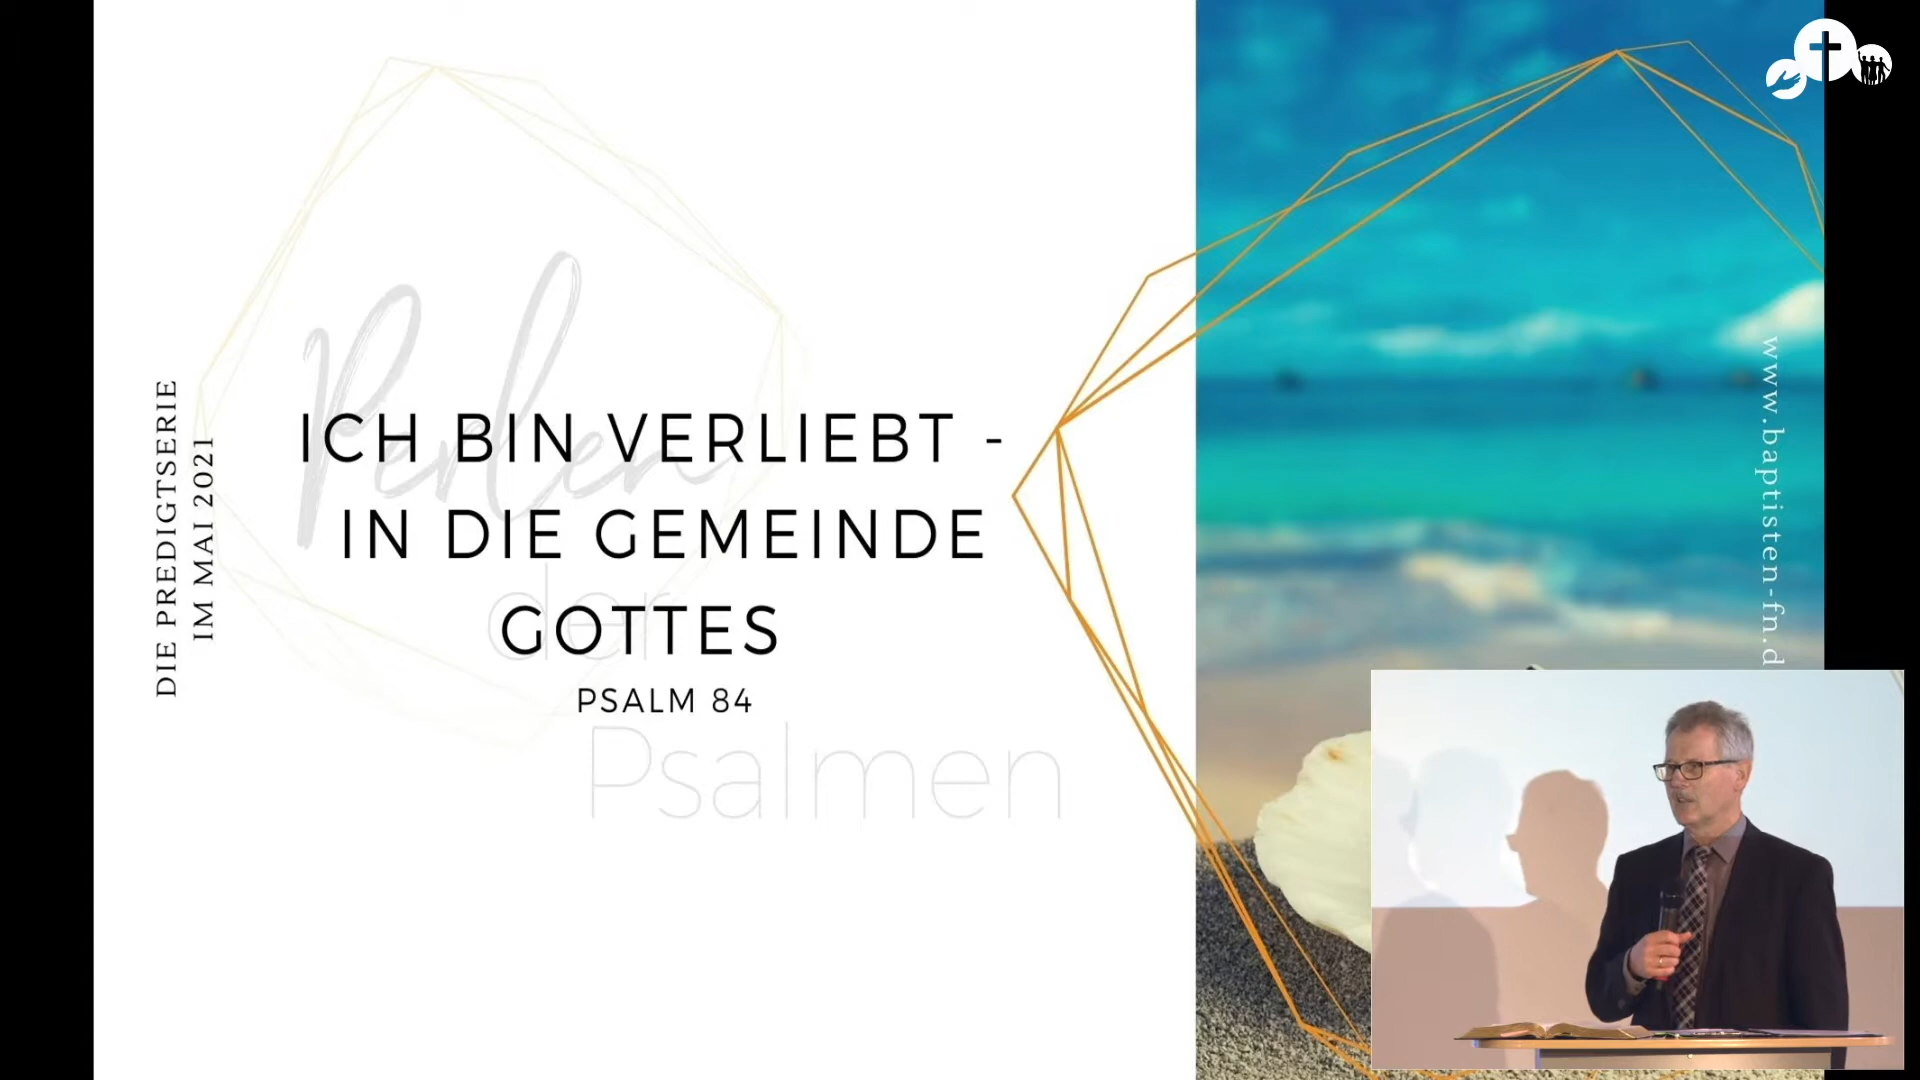 DIE PREDIGTSERIE
IM MAI 2021
Perlen
der
Psalmen
ICH BIN VERLIEBT -
IN DIE GEMEINDE
GOTTES
PSALM 84
www.baptisten-fn.d